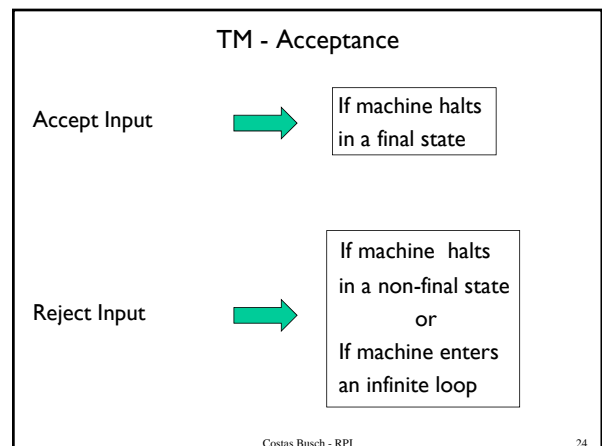 TM - Acceptance
Accept Input
If machine halts
in a final state
Reject Input
If machine halts
in a non-final state
or
If machine enters
an infinite loop
Costas Busch - RPI
24